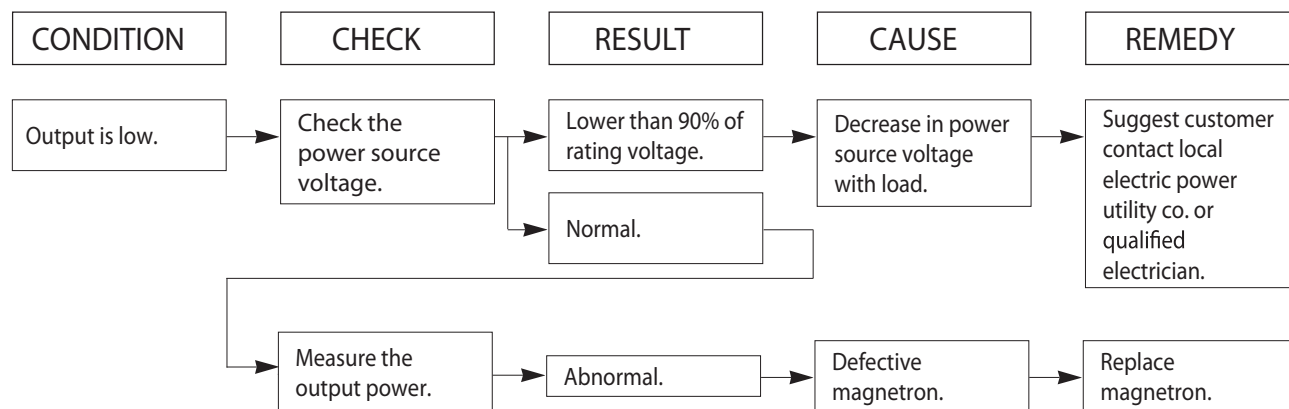 CONDITION
CHECK
RESULT
CAUSE
REMEDY
Output is low.
Check the
power source
voltage.
Lower than 90% of
rating voltage.
Decrease in power
source voltage
with load.
Suggest customer
contact local
electric power
utility co. or
qualified
electrician.
Normal.
Measure the
output power.
Abnormal.
Defective
magnetron.
Replace
magnetron.